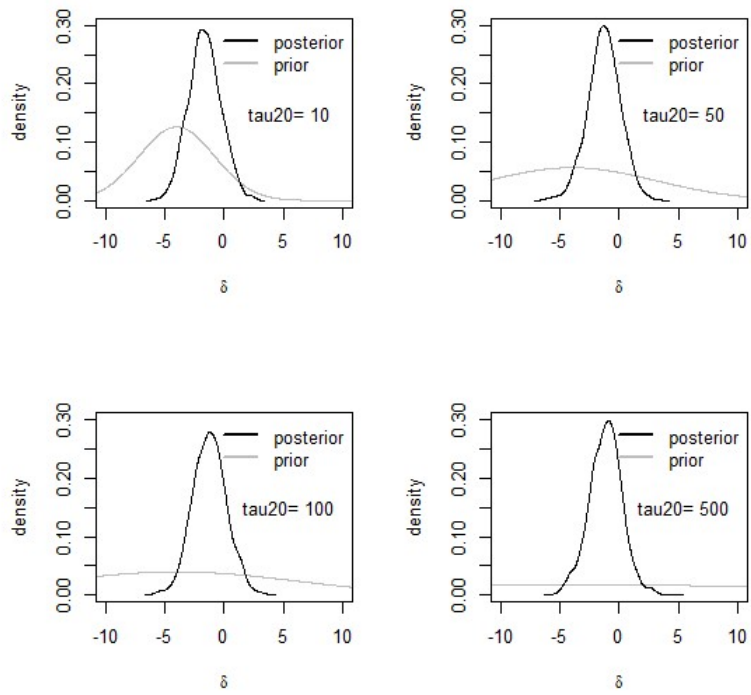 0.30
0.20
0.10
0.00
density
posterior
prior
tau20= 10
-10 -5 0 5 10
δ
0.30
0.20
0.10
0.00
density
posterior
prior
tau20= 50
-10 -5 0 5 10
δ
0.30
0.20
0.10
0.00
density
posterior
prior
tau20= 100
-10 -5 0 5 10
δ
0.30
0.20
0.10
0.00
density
posterior
prior
tau20= 500
-10 -5 0 5 10
δ